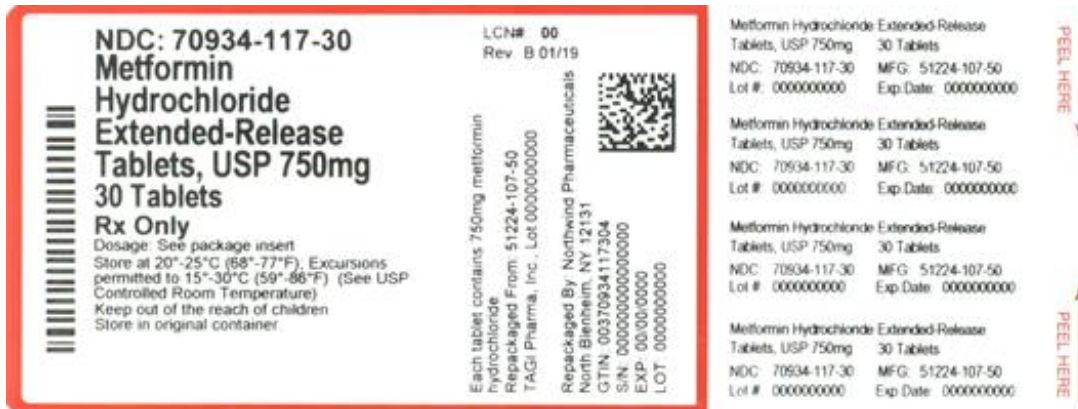 NDC: 70934-117-30
Metformin
Hydrochloride
Extended-Release
Tablets, USP 750mg
30 Tablets
Rx Only
Dosage: See package insert
Store at 20°-25°C (68°-77°F), Excursions
permitted to 15°-30°C (59°-86°F) (See USP
Controlled Room Temperature)
Keep out of the reach of children
Store in original container
LCN# 00
Rev B 01/19
Each tablet contains 750mg metformin
hydrochloride
Repackaged From: 51224-107-50
TAGI Pharma, Inc, Lot 0000000000
Repackaged By Northwind Pharmaceuticals
North Blenheim, NY 12131
GTIN: 00370934117304
S/N: 00000000000000
EXP: 00/00/0000
LOT: 0000000000
Metformin Hydrochloride Extended-Release
Tablets, USP 750mg 30 Tablets
NDC: 70934-117-30 MFG: 51224-107-50
Lot #: 0000000000 Exp.Date: 0000000000
Metformin Hydrochloride Extended-Release
Tablets, USP 750mg 30 Tablets
NDC: 70934-117-30 MFG: 51224-107-50
Lot #: 0000000000 Exp.Date: 0000000000
Metformin Hydrochloride Extended-Release
Tablets, USP 750mg 30 Tablets
NDC: 70934-117-30 MFG: 51224-107-50
Lot #: 0000000000 Exp.Date: 0000000000
Metformin Hydrochloride Extended-Release
Tablets, USP 750mg 30 Tablets
NDC: 70934-117-30 MFG: 51224-107-50
Lot #: 0000000000 Exp.Date: 0000000000
PEEL HERE
PEEL HERE